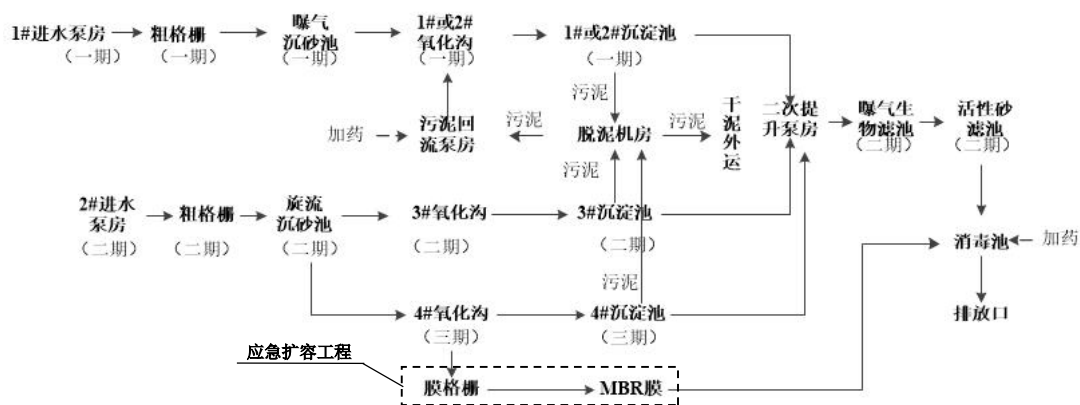 1#进水泵房
粗格栅
（一期）
（一期）
曝气
沉砂池
（一期）
1#或2#
氧化沟
（一期）
1#或2#沉淀池
（一期）
污泥
加药
污泥回
流泵房
污泥
脱泥机房
污泥
干泥外运
二次提
升泵房
曝气生
物滤池
（二期）
活性砂
滤池
（二期）
污泥
2#进水
泵房
（二期）
粗格栅
（二期）
旋流
沉砂池
（二期）
3#氧化沟
（二期）
3#沉淀池
（二期）
消毒池
加药
污泥
4#氧化沟
（三期）
4#沉淀池
（三期）
排放口
应急扩容工程
膜格栅
MBR膜